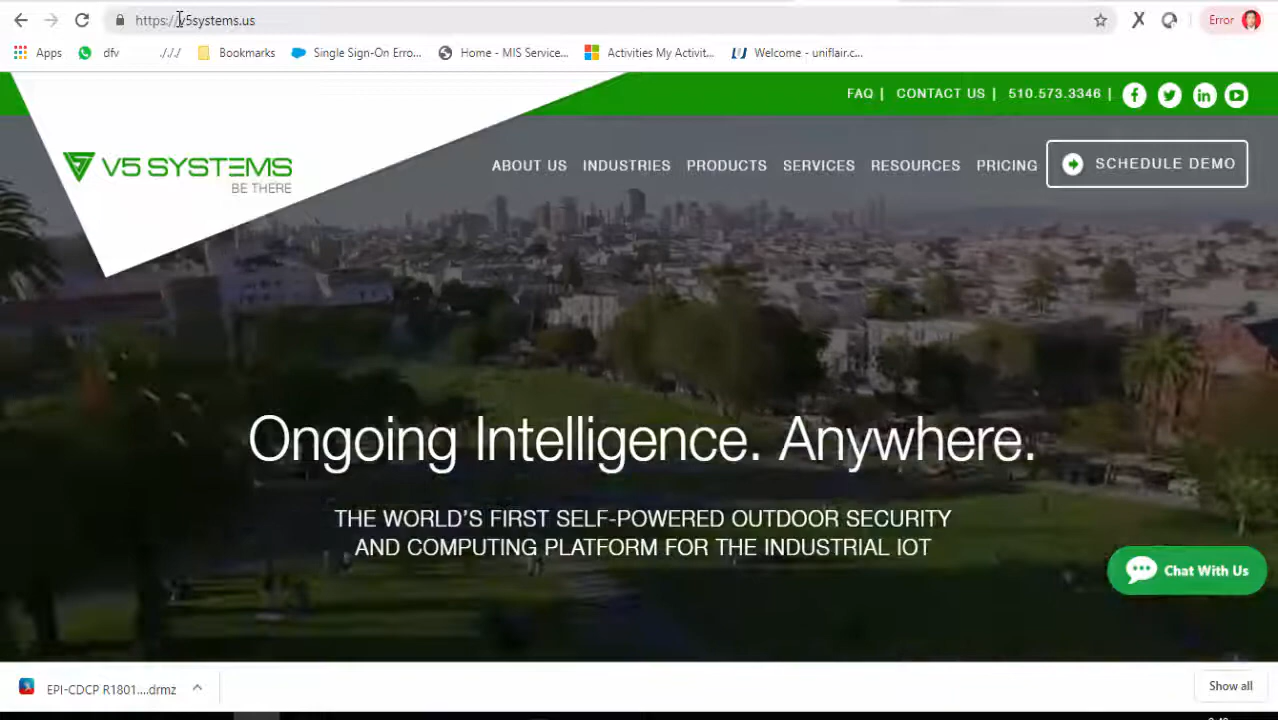 https://v5systems.us
Error
Apps
dfv
././/
Bookmarks
Single Sign-On Erro...
Home - MIS Service...
Activities My Activit...
Welcome - uniflair.c...
FAQ | CONTACT US | 510.573.3346 |
V5 SYSTEMS
BE THERE
ABOUT US INDUSTRIES PRODUCTS SERVICES RESOURCES PRICING SCHEDULE DEMO
Ongoing Intelligence. Anywhere.
THE WORLD'S FIRST SELF-POWERED OUTDOOR SECURITY
AND COMPUTING PLATFORM FOR THE INDUSTRIAL IOT
Chat With Us
EPI-CDCP R1801....drmz
Show all